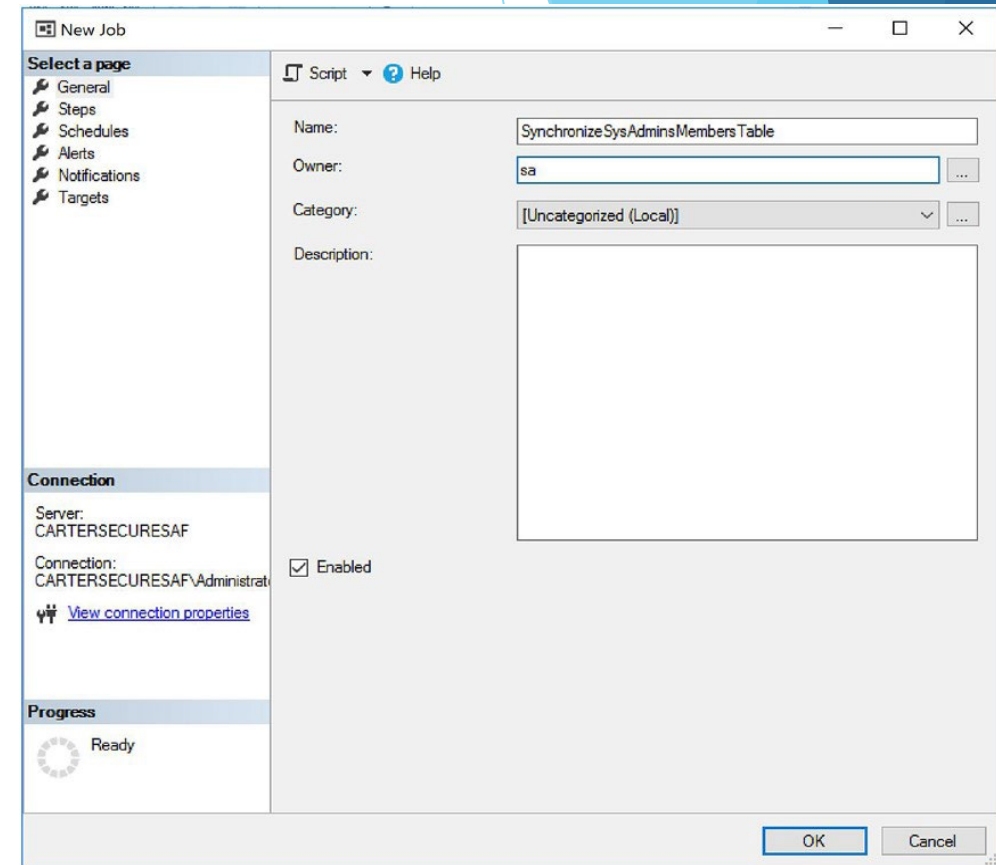 New Job
Select a page
General
Steps
Schedules
Alerts
Notifications
Targets
Script
Help
Name:
SynchronizeSysAdminsMembersTable
Owner:
sa
...
Category:
[Uncategorized (Local)]
...
Description:
Enabled
Connection
Server:
CARTERSECURESAF
Connection:
CARTERSECURESAF\Administrat
View connection properties
Progress
Ready
OK
Cancel